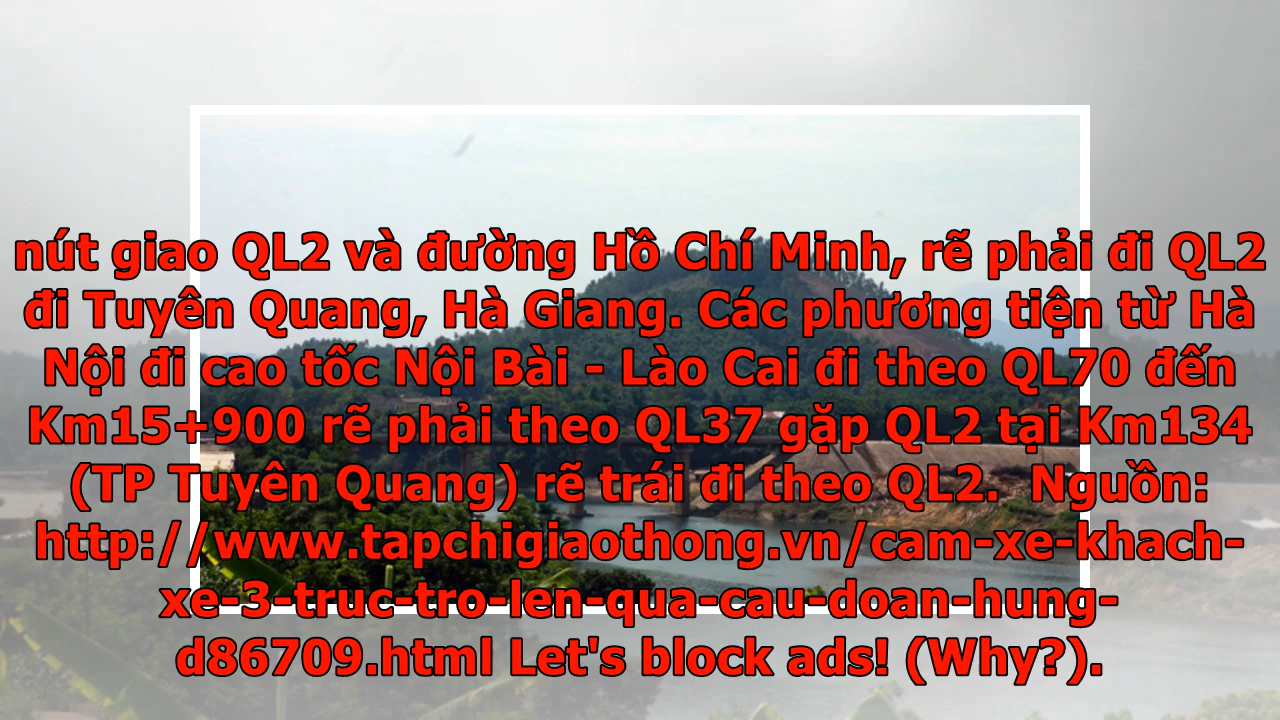 nút giao QL2 và đường Hồ Chí Minh, rẽ phải đi QL2
đi Tuyên Quang, Hà Giang. Các phương tiện từ Hà
Nội đi cao tốc Nội Bài - Lào Cai đi theo QL70 đến
Km15+900 rẽ phải theo QL37 gặp QL2 tại Km134
(TP Tuyên Quang) rẽ trái đi theo QL2.  Nguồn:
http://www.tapchigiaothong.vn/cam-xe-khach-
xe-3-truc-tro-len-qua-cau-doan-hung-
d86709.html Let's block ads! (Why?).